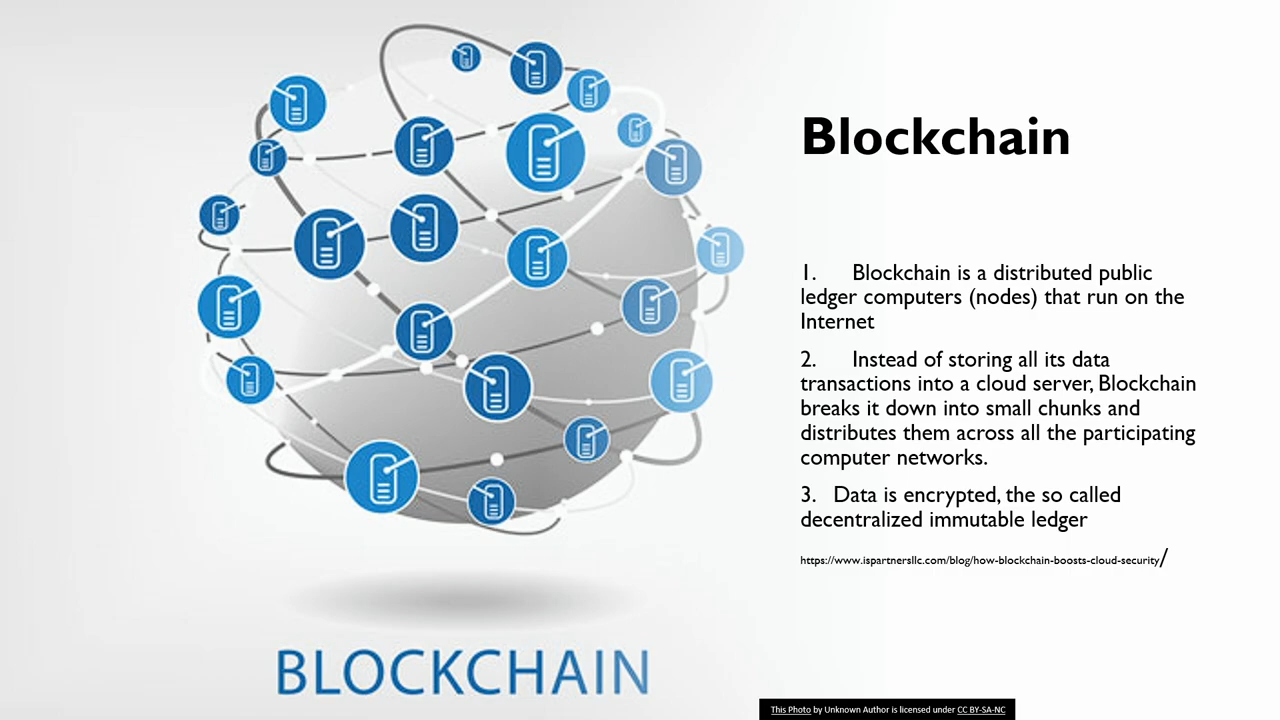 Blockchain
1. Blockchain is a distributed public
ledger computers (nodes) that run on the
Internet
2. Instead of storing all its data
transactions into a cloud server, Blockchain
breaks it down into small chunks and
distributes them across all the participating
computer networks.
3. Data is encrypted, the so called
decentralized immutable ledger
https://www.ispartnersllc.com/blog/how-blockchain-boosts-cloud-security/
BLOCKCHAIN
This Photo by Unknown Author is licensed under CC BY-SA-NC